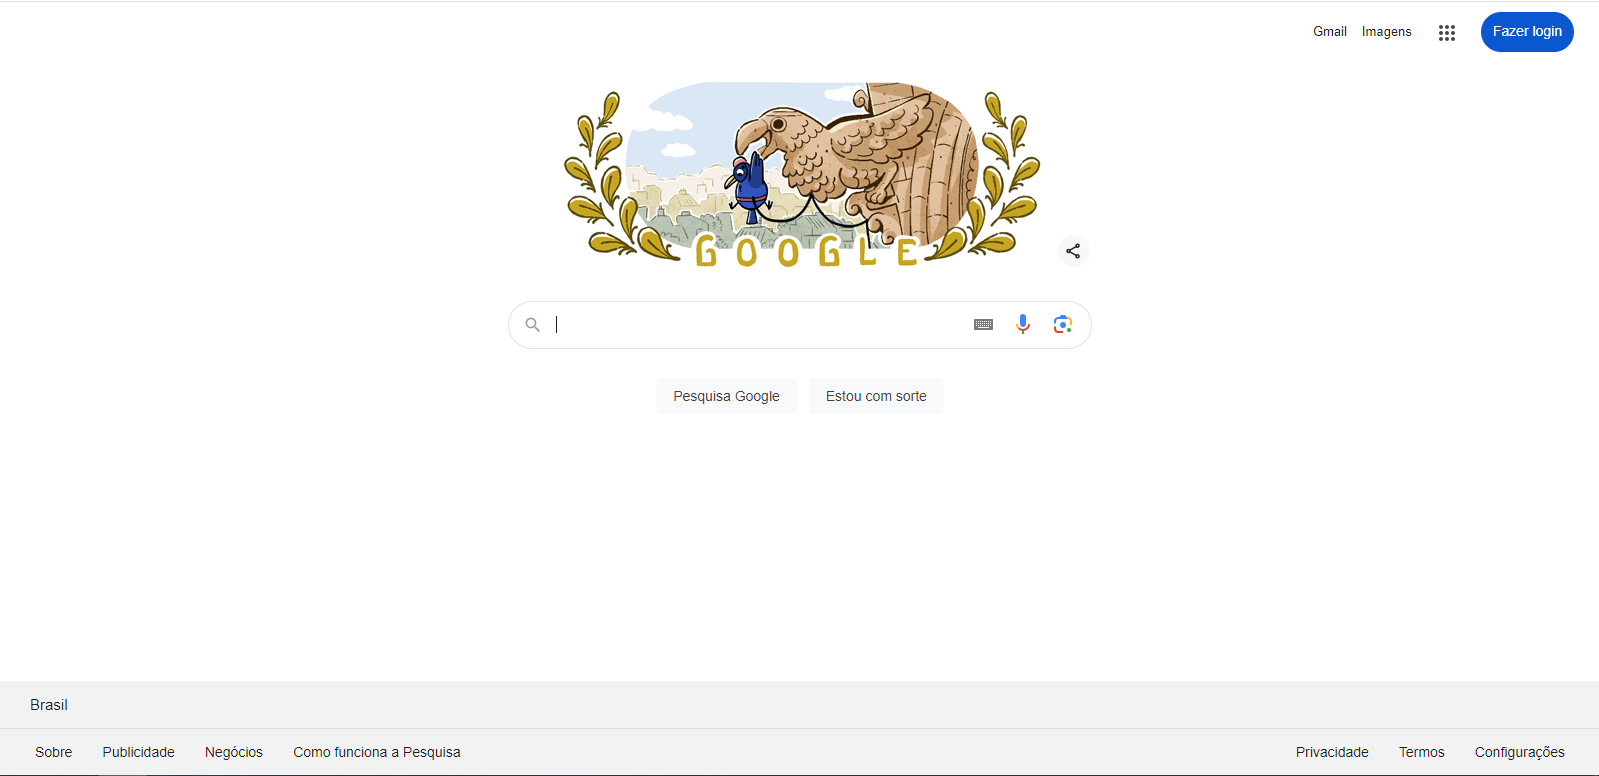 Gmail Imagens Fazer login
GOOGLE
Pesquisa Google Estou com sorte
Brasil
Sobre Publicidade Negócios Como funciona a Pesquisa Privacidade Termos Configurações